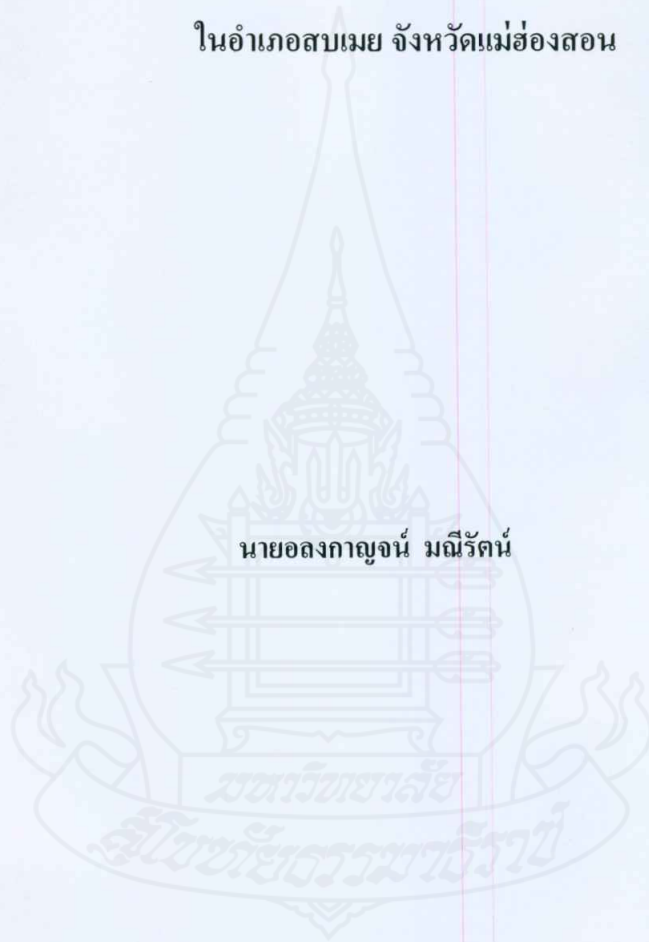 ในอำเภอสบเมย จังหวัดแม่ฮ่องสอน
นายอลงกาญจน์ มณีรัตน์
มหาวิทยาลัย
สุโขทัยธรรมาธิราช